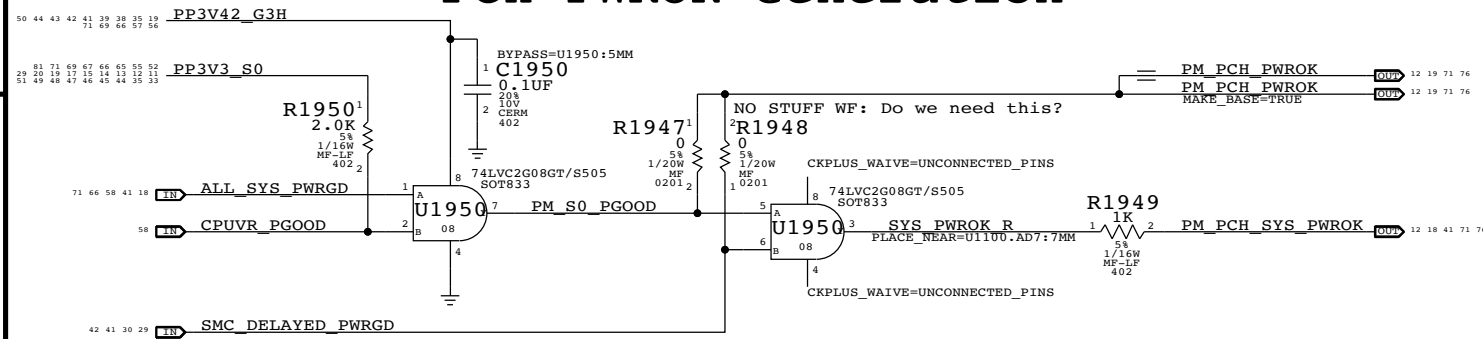 50 44 43 42 41 39 38 35 19
71 69 66 57 56
PP3V42_G3H
81 71 69 67 66 65 55 52
29 20 19 17 15 14 13 12 11
51 49 48 47 46 45 44 35 33
PP3V3_S0
BYPASS=U1950:5MM
1
C1950
0.1UF
20%
10V
CERM
402
2
R1950
1
2.0K
5%
1/16W
MF-LF
402
2
NO STUFF WF: Do we need this?
PM_PCH_PWROK
OUT
12 19 71 76
PM_PCH_PWROK
MAKE_BASE=TRUE
OUT
12 19 71 76
R1947
1
0
5%
1/20W
MF
0201
2
2
R1948
0
5%
1/20W
MF
0201
1
71 66 58 41 18
IN
ALL_SYS_PWRGD
58
IN
CPUVR_PGOOD
74LVC2G08GT/S505
SOT833
8
1
A
U1950
08
2
B
7
4
PM_S0_PGOOD
CKPLUS_WAIVE=UNCONNECTED_PINS
8
74LVC2G08GT/S505
SOT833
5
A
U1950
08
6
B
3
4
SYS_PWROK_R
PLACE_NEAR=U1100.AD7:7MM
R1949
1K
1
2
5%
1/16W
MF-LF
402
PM_PCH_SYS_PWROK
OUT
12 18 41 71
CKPLUS_WAIVE=UNCONNECTED_PINS
42 41 30 29
IN
SMC_DELAYED_PWRGD